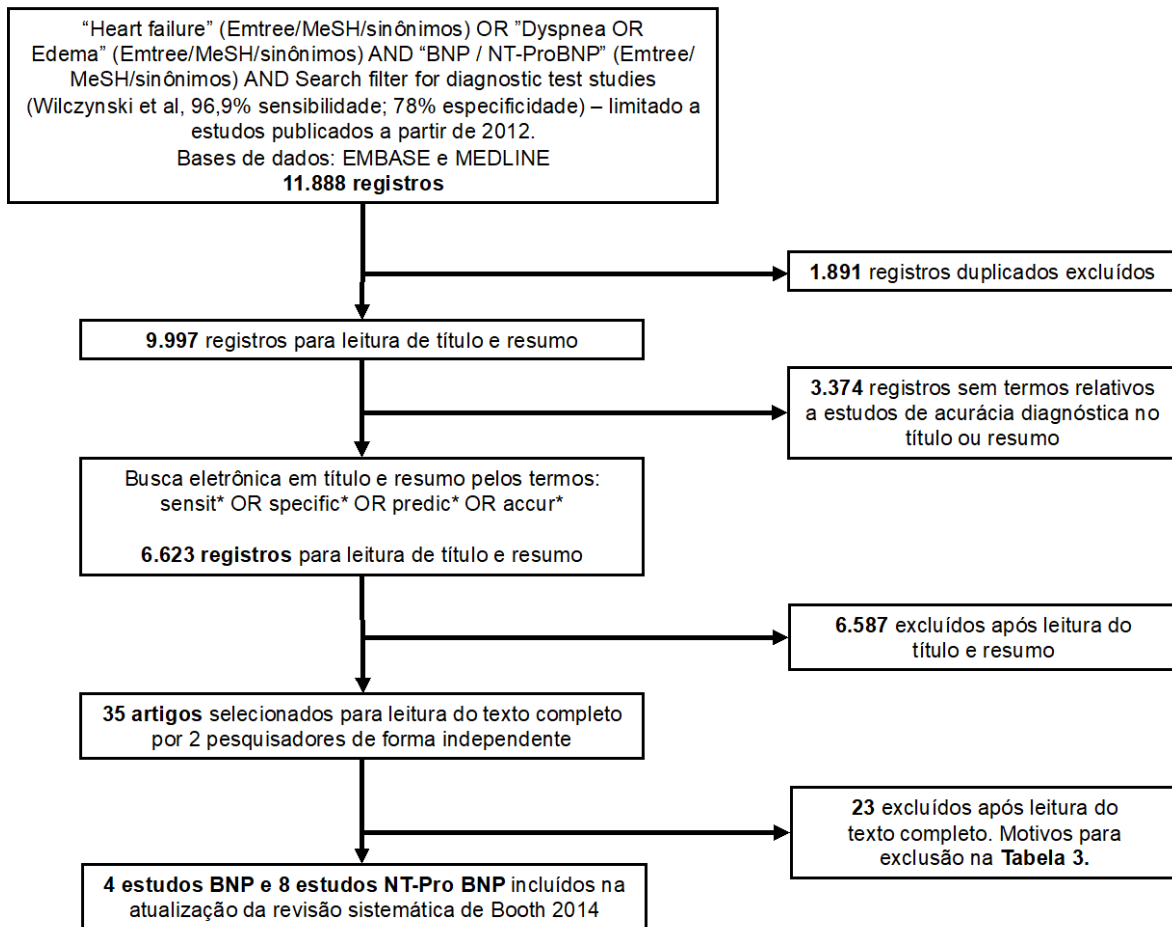 “Heart failure” (Emtree/MeSH/sinônimos) OR ”Dyspnea OR
Edema” (Emtree/MeSH/sinônimos) AND “BNP / NT-ProBNP” (Emtree/
MeSH/sinônimos) AND Search filter for diagnostic test studies
(Wilczynski et al, 96,9% sensibilidade; 78% especificidade) – limitado a
estudos publicados a partir de 2012.
Bases de dados: EMBASE e MEDLINE
11.888 registros
1.891 registros duplicados excluídos
9.997 registros para leitura de título e resumo
3.374 registros sem termos relativos
a estudos de acurácia diagnóstica no
título ou resumo
Busca eletrônica em título e resumo pelos termos:
sensit* OR specific* OR predic* OR accur*
6.623 registros para leitura de título e resumo
6.587 excluídos após leitura do
título e resumo
35 artigos selecionados para leitura do texto completo
por 2 pesquisadores de forma independente
23 excluídos após leitura do
texto completo. Motivos para
exclusão na Tabela 3.
4 estudos BNP e 8 estudos NT-Pro BNP incluídos na
atualização da revisão sistemática de Booth 2014